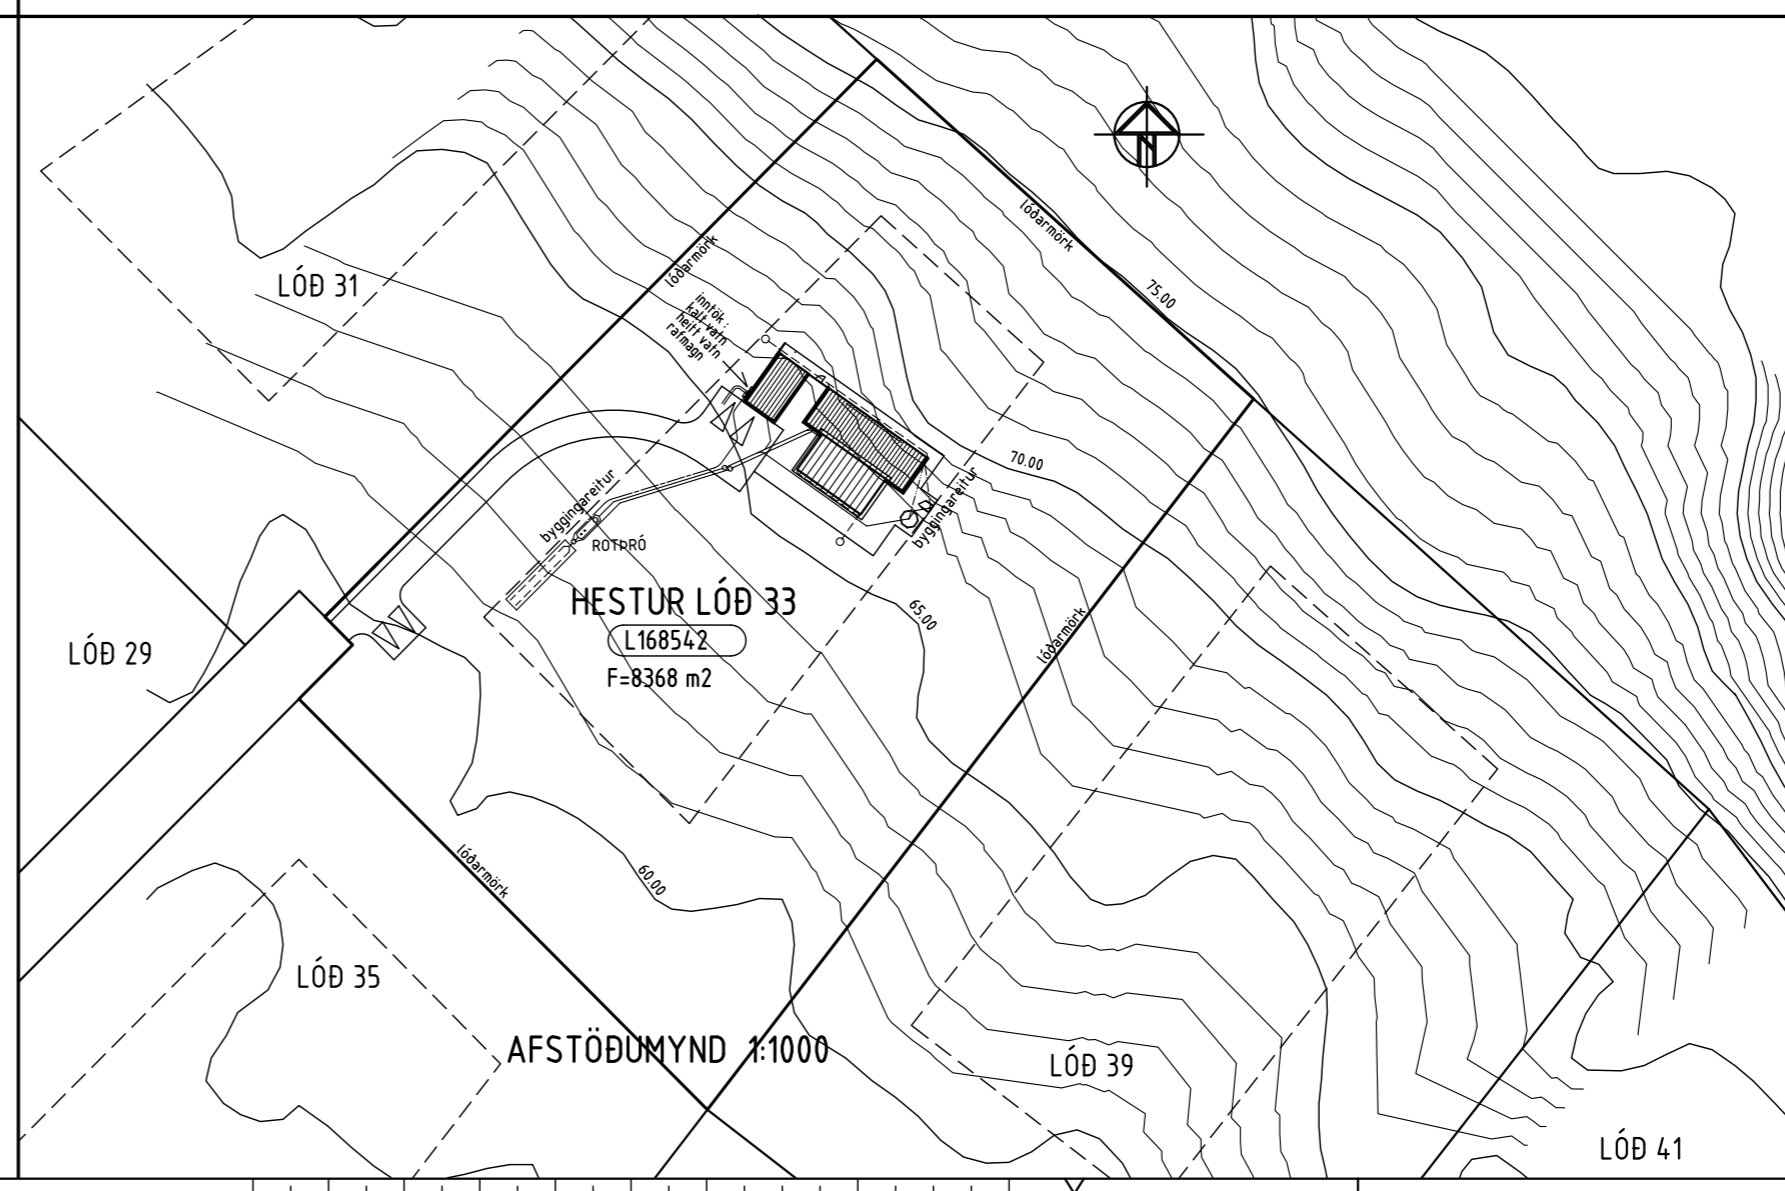 N
lóðarmörk
lóðarmörk
LÓÐ 31
75.00
inntök :
kalt vatn
heitt vatn
rafmagn
70.00
byggingareitur
byggingareitur
ROTÞRÓ
HESTUR LÓÐ 33
L168542
F=8368 m2
65.00
lóðarmörk
LÓÐ 29
lóðarmörk
60.00
LÓÐ 35
AFSTÖÐUMYND 1:1000
LÓÐ 39
LÓÐ 41